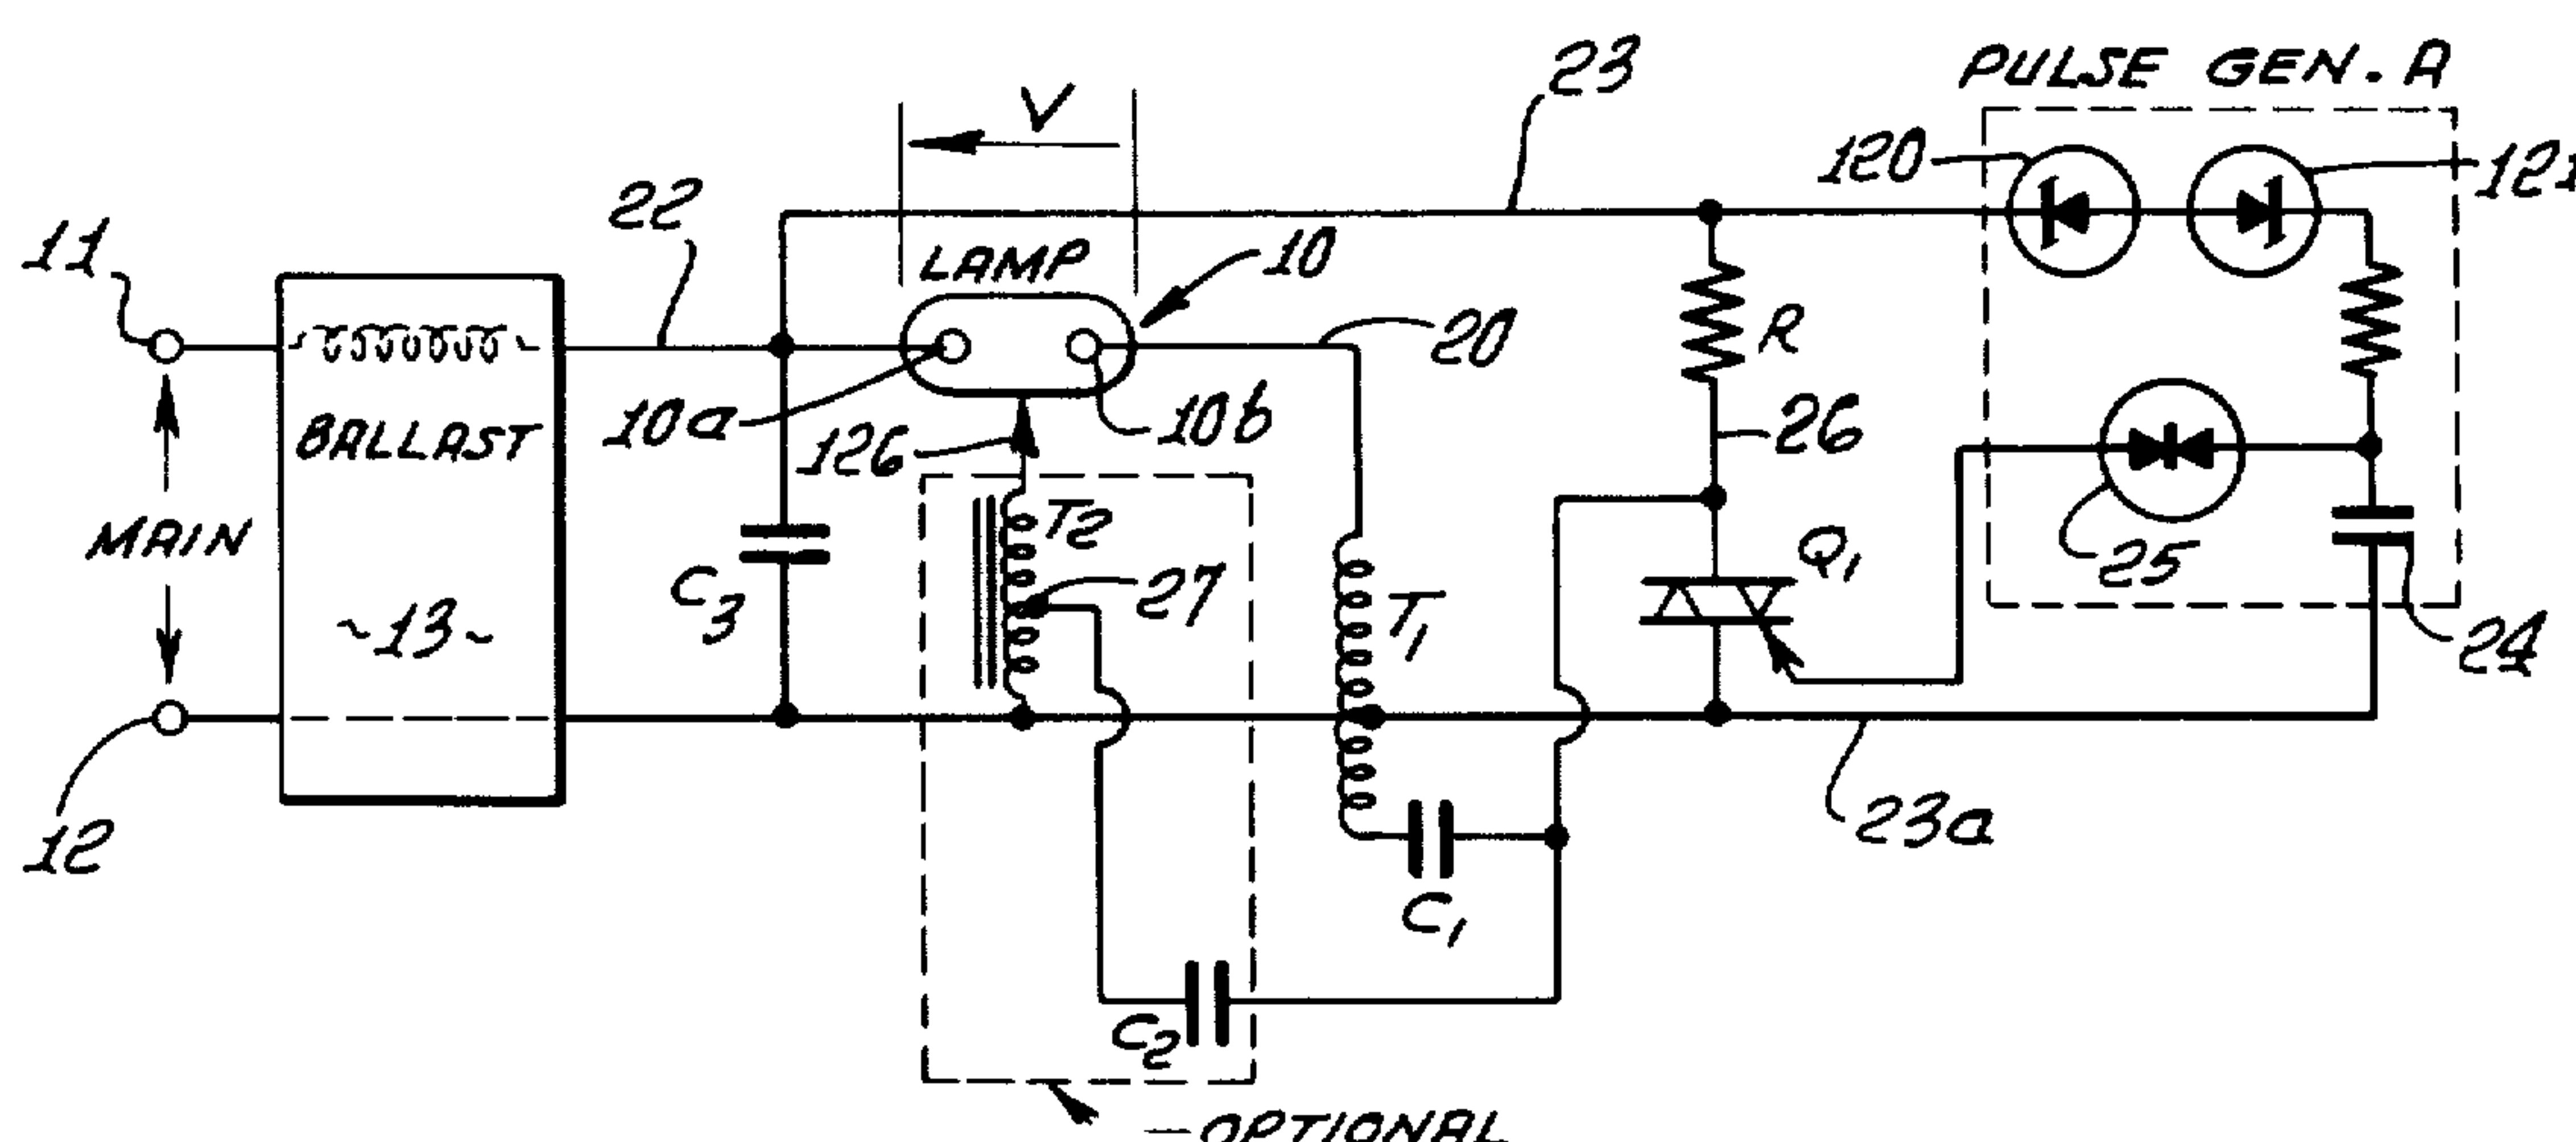 PULSE GEN. A
23
V
120
121
22
11
LAMP
10
20
R
10a
10b
BALLAST
126
26
T2
Q1
MAIN
C3
27
25
T1
~13~
24
23a
12
C1
C2
—OPTIONAL